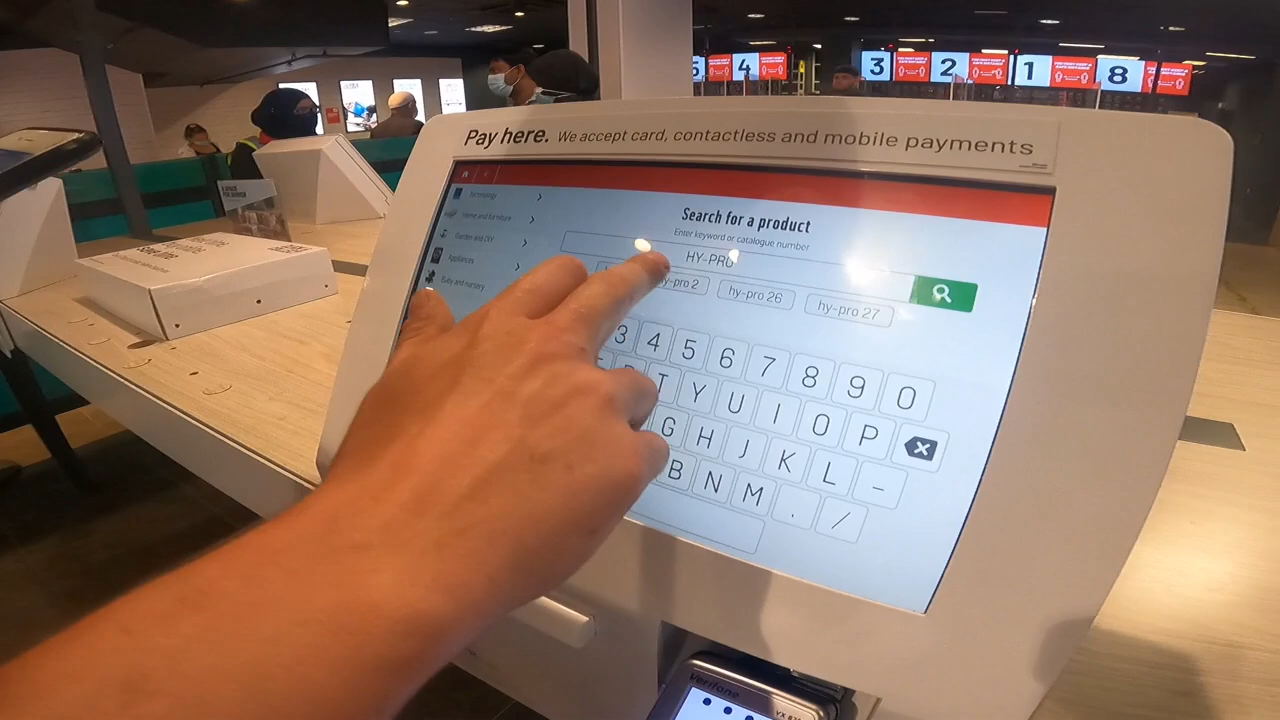 5 4 3 2 1 8
Pay here. We accept card, contactless and mobile payments
Technology
Home and furniture
Garden and DIY
Appliances
Baby and nursery
Search for a product
Enter keyword or catalogue number
HY-PRO
hy-pro 2
hy-pro 26
hy-pro 27
3 4 5 6 7 8 9 0
T Y U I O P
G H J K L -
B N M . /
Verifone